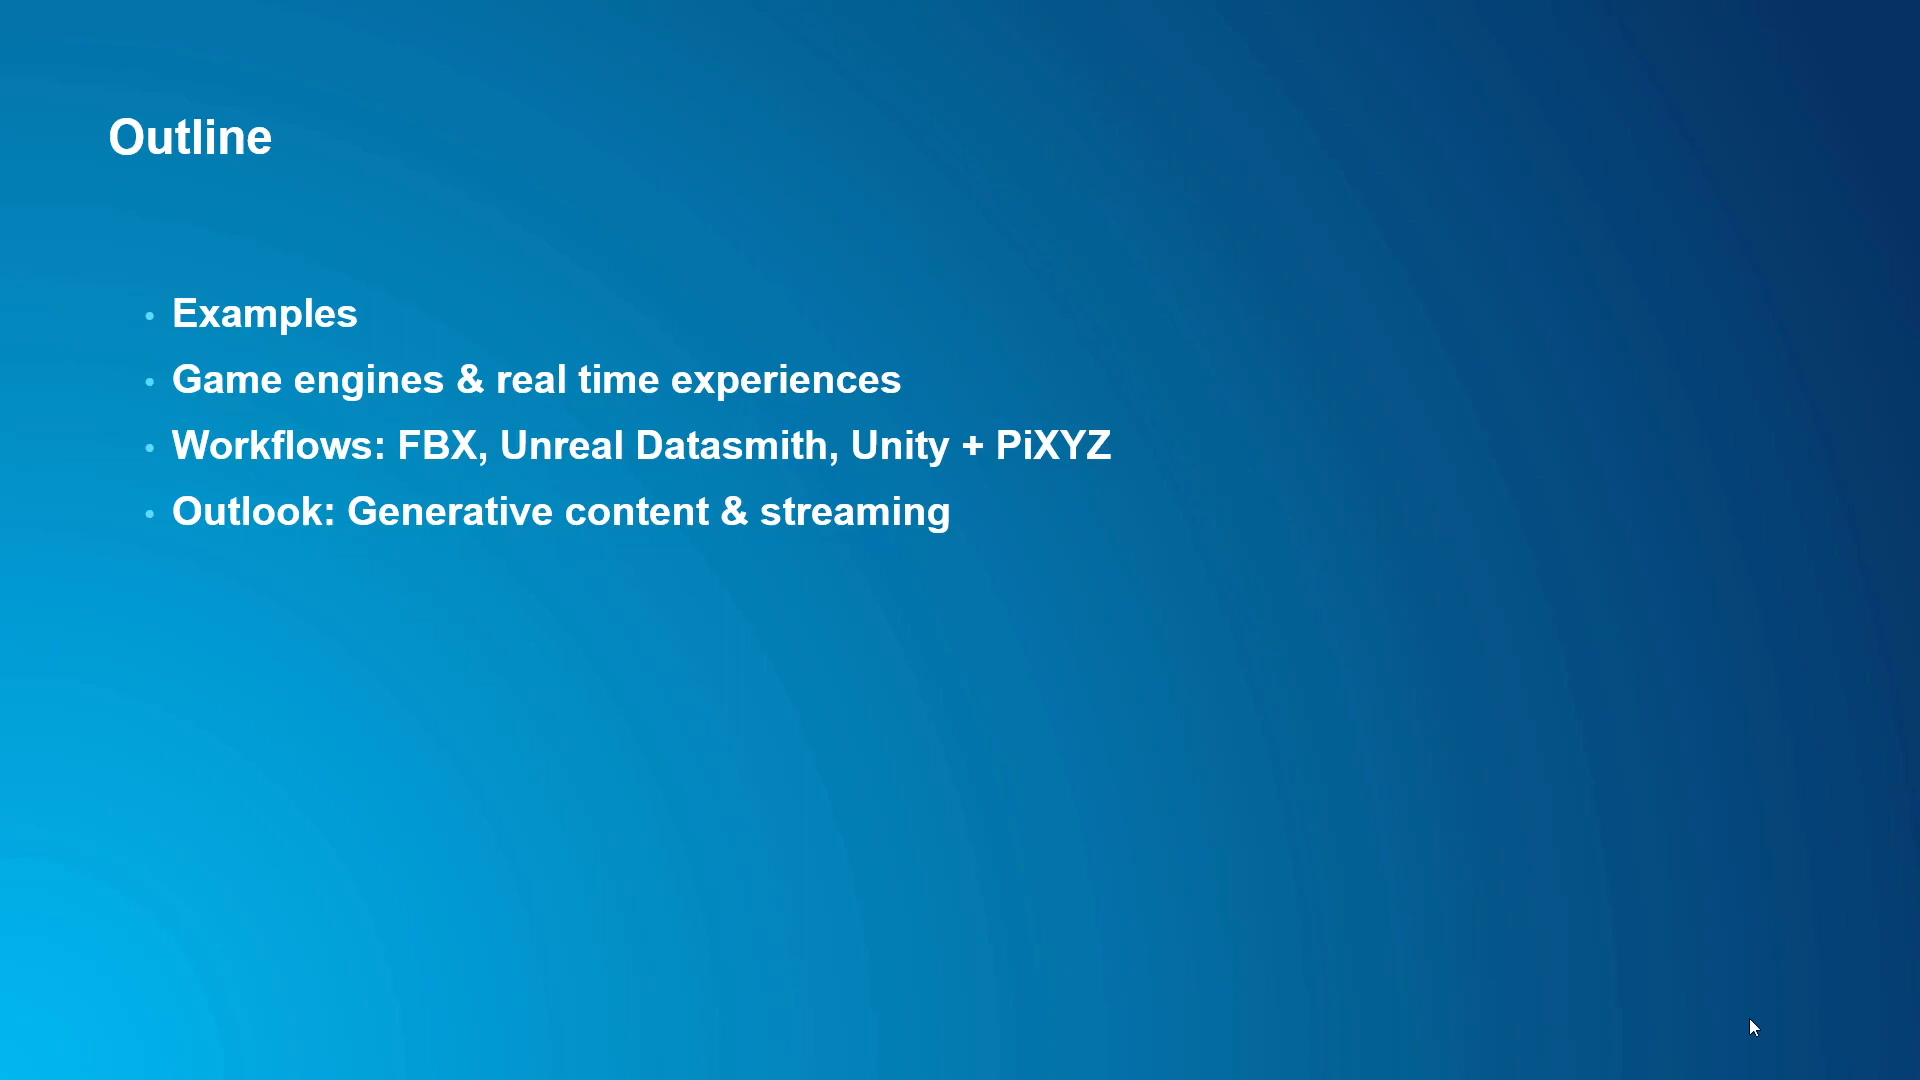 Outline
• Examples
• Game engines & real time experiences
• Workflows: FBX, Unreal Datasmith, Unity + PiXYZ
• Outlook: Generative content & streaming